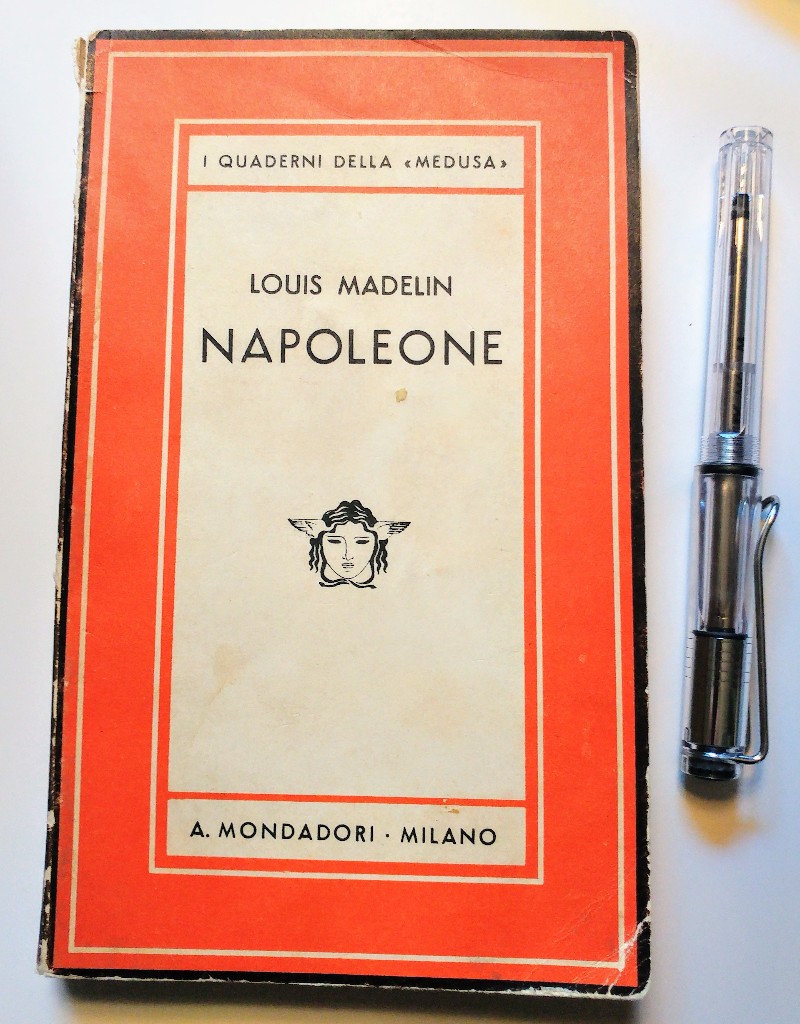 I QUADERNI DELLA «MEDUSA»
LOUIS MADELIN
NAPOLEONE
A. MONDADORI · MILANO